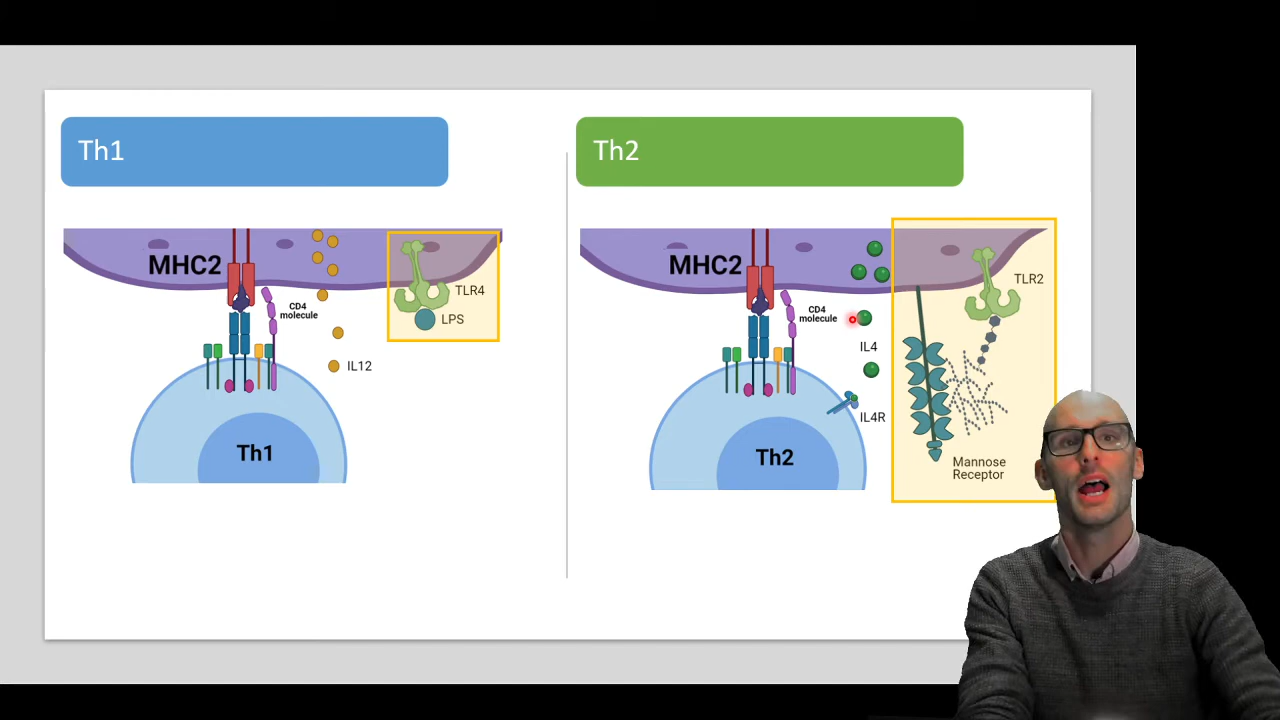 Th1
MHC2
CD4
molecule
TLR4
LPS
IL12
Th1
Th2
MHC2
CD4
molecule
IL4
IL4R
TLR2
Mannose
Receptor
Th2